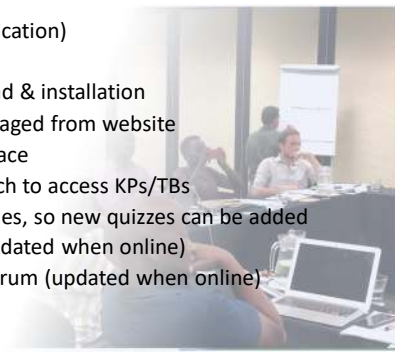 cation)
d & installation
aged from website
ace
ch to access KPs/TBs
es, so new quizzes can be added
dated when online)
rum (updated when online)